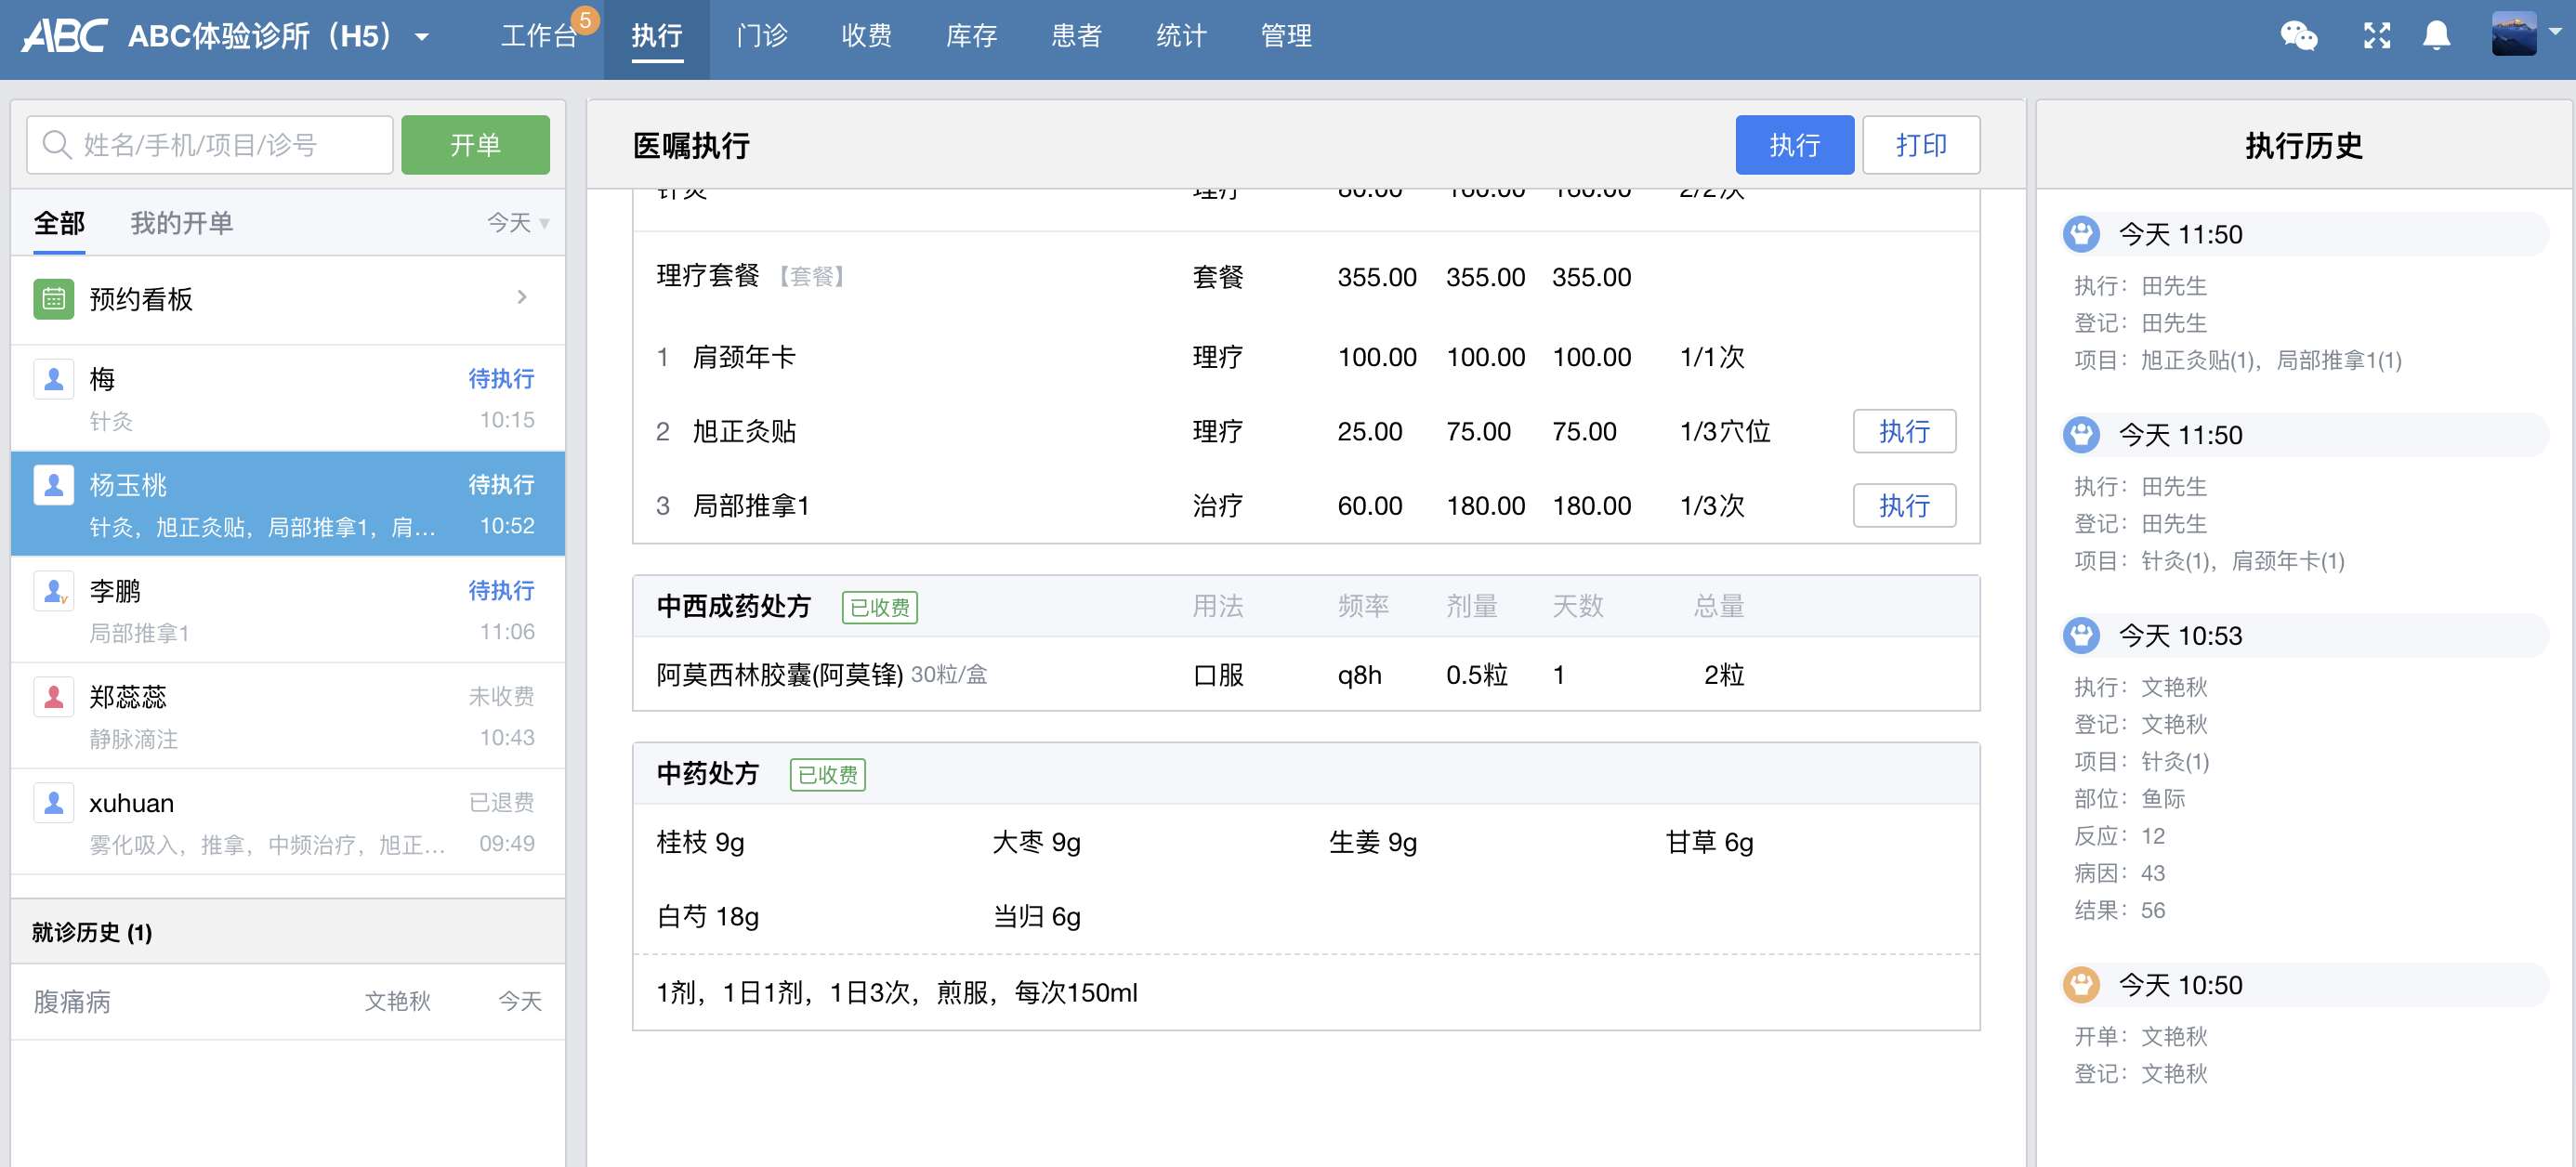 ABC ABC体验诊所（H5） 工作台 5 执行 门诊 收费 库存 患者 统计 管理
姓名/手机/项目/诊号 开单
全部 我的开单 今天
预约看板
梅 待执行
针灸 10:15
杨玉桃 待执行
针灸，旭正灸贴，局部推拿1，肩... 10:52
李鹏 待执行
局部推拿1 11:06
郑蕊蕊 未收费
静脉滴注 10:43
xuhuan 已退费
雾化吸入，推拿，中频治疗，旭正... 09:49
就诊历史 (1)
腹痛病 文艳秋 今天
医嘱执行 执行 打印
针灸 理疗 80.00 160.00 160.00 2/2次
理疗套餐 【套餐】 套餐 355.00 355.00 355.00
1 肩颈年卡 理疗 100.00 100.00 100.00 1/1次
2 旭正灸贴 理疗 25.00 75.00 75.00 1/3穴位 执行
3 局部推拿1 治疗 60.00 180.00 180.00 1/3次 执行
中西成药处方 已收费 用法 频率 剂量 天数 总量
阿莫西林胶囊(阿莫锋) 30粒/盒 口服 q8h 0.5粒 1 2粒
中药处方 已收费
桂枝 9g 大枣 9g 生姜 9g 甘草 6g
白芍 18g 当归 6g
1剂，1日1剂，1日3次，煎服，每次150ml
执行历史
今天 11:50
执行：田先生
登记：田先生
项目：旭正灸贴(1)，局部推拿1(1)
今天 11:50
执行：田先生
登记：田先生
项目：针灸(1)，肩颈年卡(1)
今天 10:53
执行：文艳秋
登记：文艳秋
项目：针灸(1)
部位：鱼际
反应：12
病因：43
结果：56
今天 10:50
开单：文艳秋
登记：文艳秋